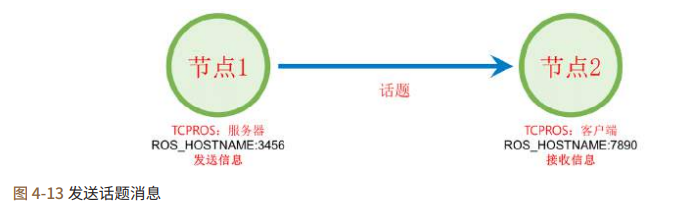 节点1
节点2
话题
TCPROS：服务器
ROS_HOSTNAME:3456
发送信息
TCPROS：客户端
ROS_HOSTNAME:7890
接收信息
图 4-13 发送话题消息